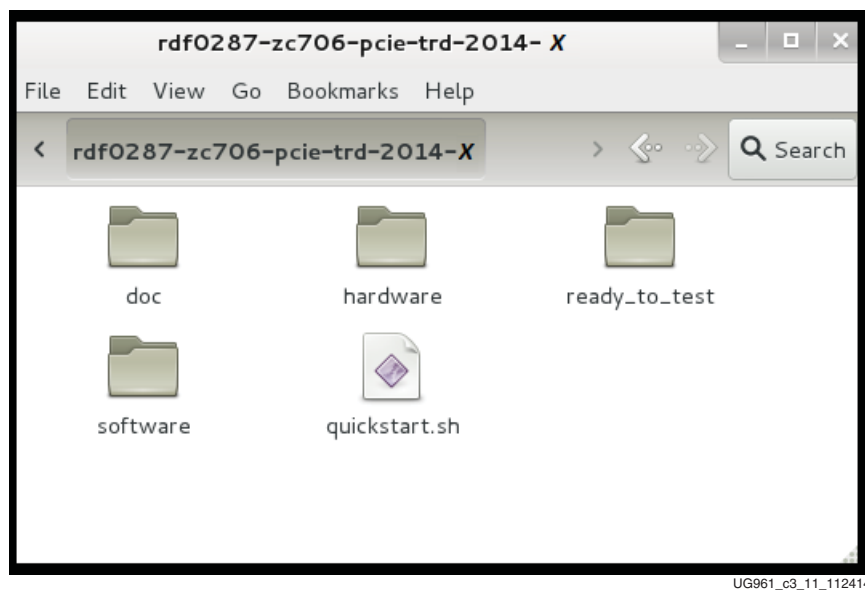 rdf0287-zc706-pcie-trd-2014- X
File Edit View Go Bookmarks Help
rdf0287-zc706-pcie-trd-2014-X Search
doc hardware ready_to_test
software quickstart.sh
UG961_c3_11_112414